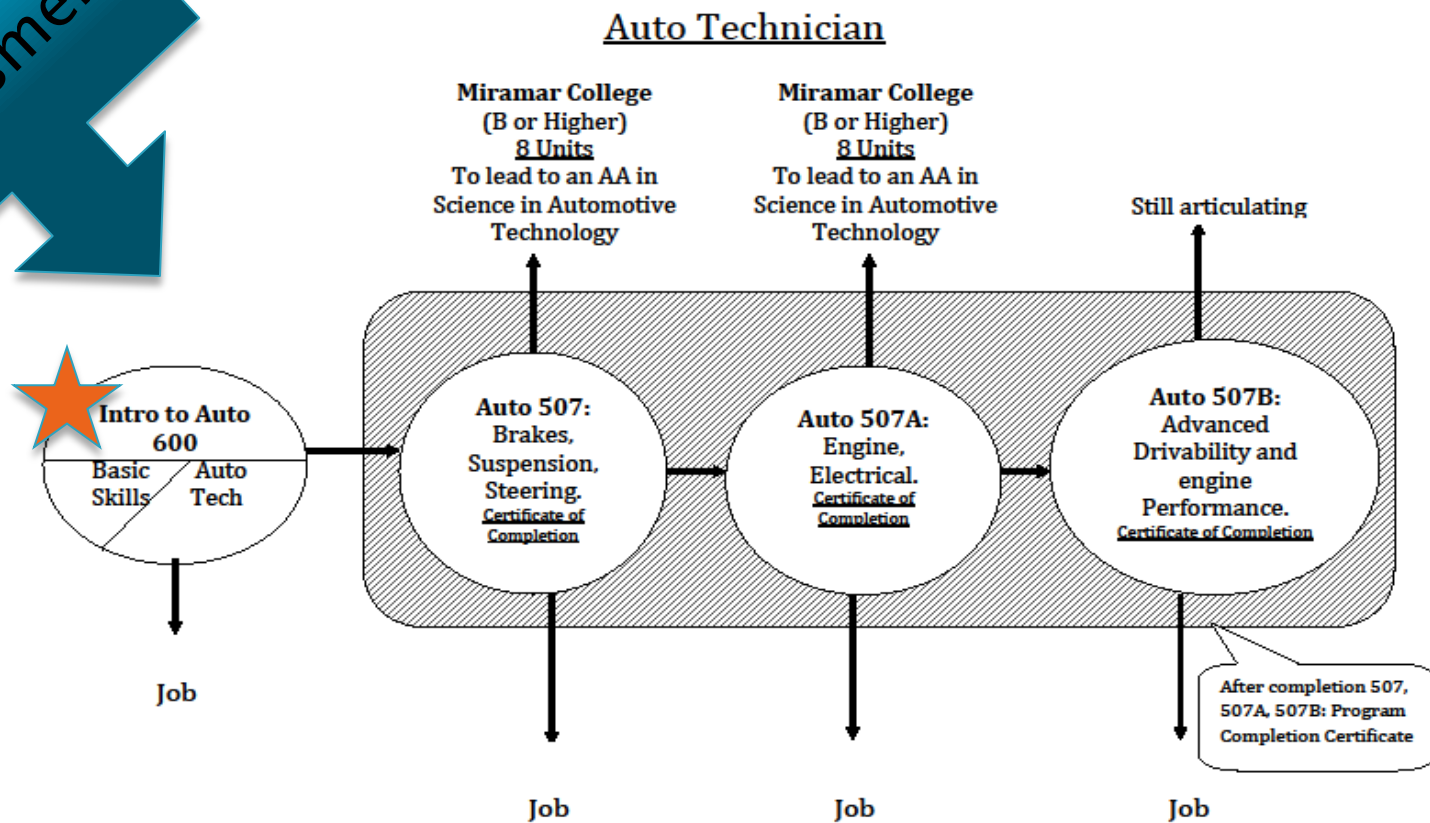 Auto Technician
Miramar College
(B or Higher)
8 Units
To lead to an AA in
Science in Automotive
Technology
Miramar College
(B or Higher)
8 Units
To lead to an AA in
Science in Automotive
Technology
Still articulating
Intro to Auto
600
Basic
Skills
Auto
Tech
Auto 507:
Brakes,
Suspension,
Steering.
Certificate of
Completion
Auto 507A:
Engine,
Electrical.
Certificate of
Completion
Auto 507B:
Advanced
Drivability and
engine
Performance.
Certificate of Completion
After completion 507,
507A, 507B: Program
Completion Certificate
Job
Job
Job
Job